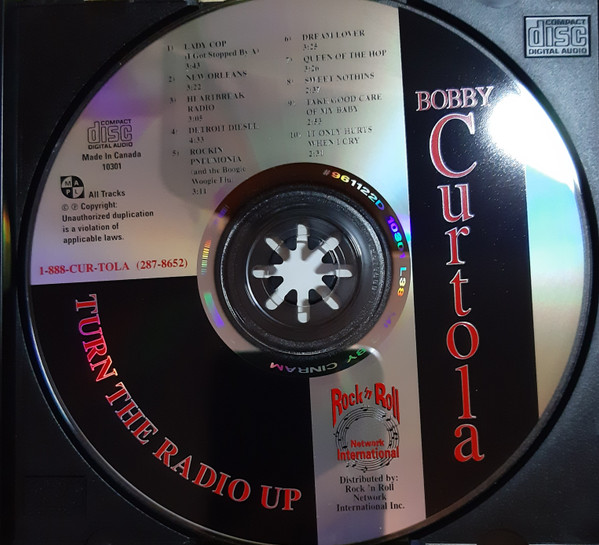 1) LADY COP
(I Got Stopped By A)
3:43
2) NEW ORLEANS
3:22
3) HEARTBREAK
RADIO
3:05
4) DETROIT DIESEL
4:33
5) ROCKIN
PNEUMONIA
(and the Boogie
Woogie Flu)
3:11
6) DREAM LOVER
3:25
7) QUEEN OF THE HOP
3:26
8) SWEET NOTHINS
2:37
9) TAKE GOOD CARE
OF MY BABY
2:53
10) IT ONLY HURTS
WHEN I CRY
2:31
COMPACT
disc
DIGITAL AUDIO
COMPACT
disc
DIGITAL AUDIO
Made In Canada
10301
MAPL All Tracks
© ℗ Copyright:
Unauthorized duplication
is a violation of
applicable laws.
1-888-CUR-TOLA (287-8652)
BOBBY
Curtola
#961122D
L38
CINRAM
TURN THE RADIO UP
Rock 'n Roll
Network
International
Distributed by:
Rock 'n Roll
Network
International Inc.